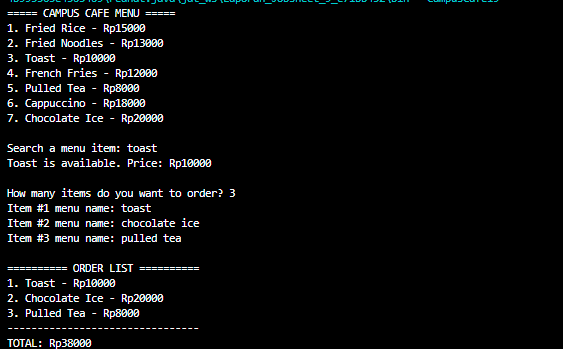 ===== CAMPUS CAFE MENU =====
1. Fried Rice - Rp15000
2. Fried Noodles - Rp13000
3. Toast - Rp10000
4. French Fries - Rp12000
5. Pulled Tea - Rp8000
6. Cappuccino - Rp18000
7. Chocolate Ice - Rp20000
Search a menu item: toast
Toast is available. Price: Rp10000
How many items do you want to order? 3
Item #1 menu name: toast
Item #2 menu name: chocolate ice
Item #3 menu name: pulled tea
========== ORDER LIST ==========
1. Toast - Rp10000
2. Chocolate Ice - Rp20000
3. Pulled Tea - Rp8000
--------------------------------
TOTAL: Rp38000